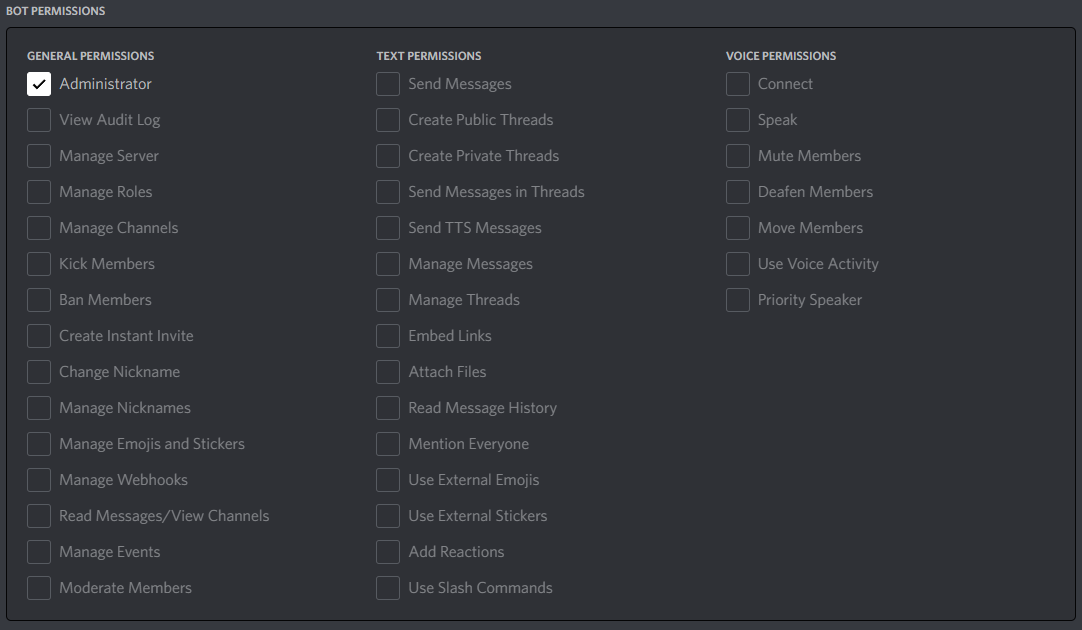 BOT PERMISSIONS
GENERAL PERMISSIONS
Administrator
View Audit Log
Manage Server
Manage Roles
Manage Channels
Kick Members
Ban Members
Create Instant Invite
Change Nickname
Manage Nicknames
Manage Emojis and Stickers
Manage Webhooks
Read Messages/View Channels
Manage Events
Moderate Members
TEXT PERMISSIONS
Send Messages
Create Public Threads
Create Private Threads
Send Messages in Threads
Send TTS Messages
Manage Messages
Manage Threads
Embed Links
Attach Files
Read Message History
Mention Everyone
Use External Emojis
Use External Stickers
Add Reactions
Use Slash Commands
VOICE PERMISSIONS
Connect
Speak
Mute Members
Deafen Members
Move Members
Use Voice Activity
Priority Speaker